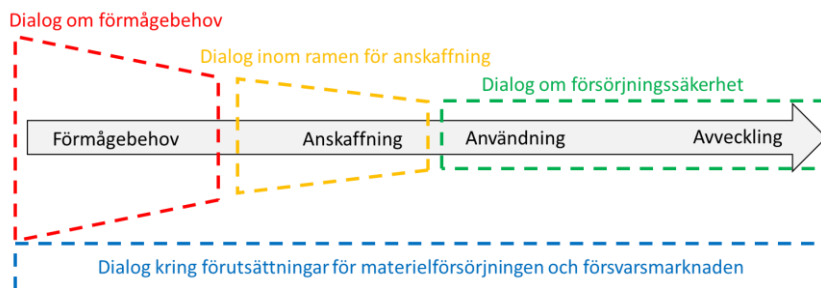 Dialog om förmågebehov
Dialog inom ramen för anskaffning
Dialog om försörjningssäkerhet
Förmågebehov
Anskaffning
Användning
Avveckling
Dialog kring förutsättningar för materielförsörjningen och försvarsmarknaden